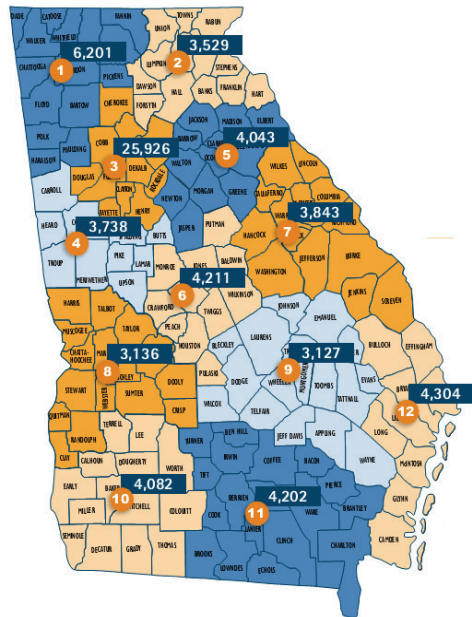 DADE CATOOSE FANNIN TOWNS RABUN
WALKER WHITFIELD UNION
6,201
3,529
1
2
CHATTOOGA PICKENS LUMPKIN STEPHENS
DAWSON BANKS FRANKLIN HART
FLOYD BARTOW CHEROKEE FORSYTH HALL
JACKSON MADISON ELBERT
POLK COBB BARROW
25,926
4,043
PAULDING
3
5
HARALSON DOUGLAS DEKALB WALTON WILKES LINCOLN
CARROLL CLAYTON ROCKDALE NEWTON MORGAN GREENE TALIAFERRO COLUMBIA
FAYETTE HENRY
3,738
3,843
HEARD BUTTS JASPER PUTMAN HANCOCK
4
7
TROUP PIKE LAMAR MONROE JONES BALDWIN JEFFERSON BURKE
MERIWETHER UPSON WASHINGTON
4,211
6
CRAWFORD WILKINSON JENKINS SCREVEN
HARRIS TALBOT TWIGGS JOHNSON EMANUEL
MUSCOGEE TAYLOR PEACH LAURENS
CHATTA-
HOOCHEE HOUSTON BLECKLEY BULLOCH EFFINGHAM
3,136
3,127
8
9
STEWART WEBSTER SUMTER DOOLY PULASKI DODGE WHEELER MONTGOMERY TOOMBS TATTNALL EVANS
4,304
12
QUITMAN CRISP WILCOX TELFAIR
RANDOLPH TERRELL LEE TURNER BEN HILL JEFF DAVIS APPLING LONG
CLAY CALHOUN DOUGHERTY WORTH IRWIN COFFEE BACON WAYNE McINTOSH
TIFT PIERCE
4,082
4,202
EARLY BERRIEN GLYNN
10
11
MILLER COLQUITT COOK LANIER WARE BRANTLEY
SEMINOLE CLINCH CAMDEN
DECATUR GRADY THOMAS BROOKS CHARLTON
LOWNDES ECHOLS